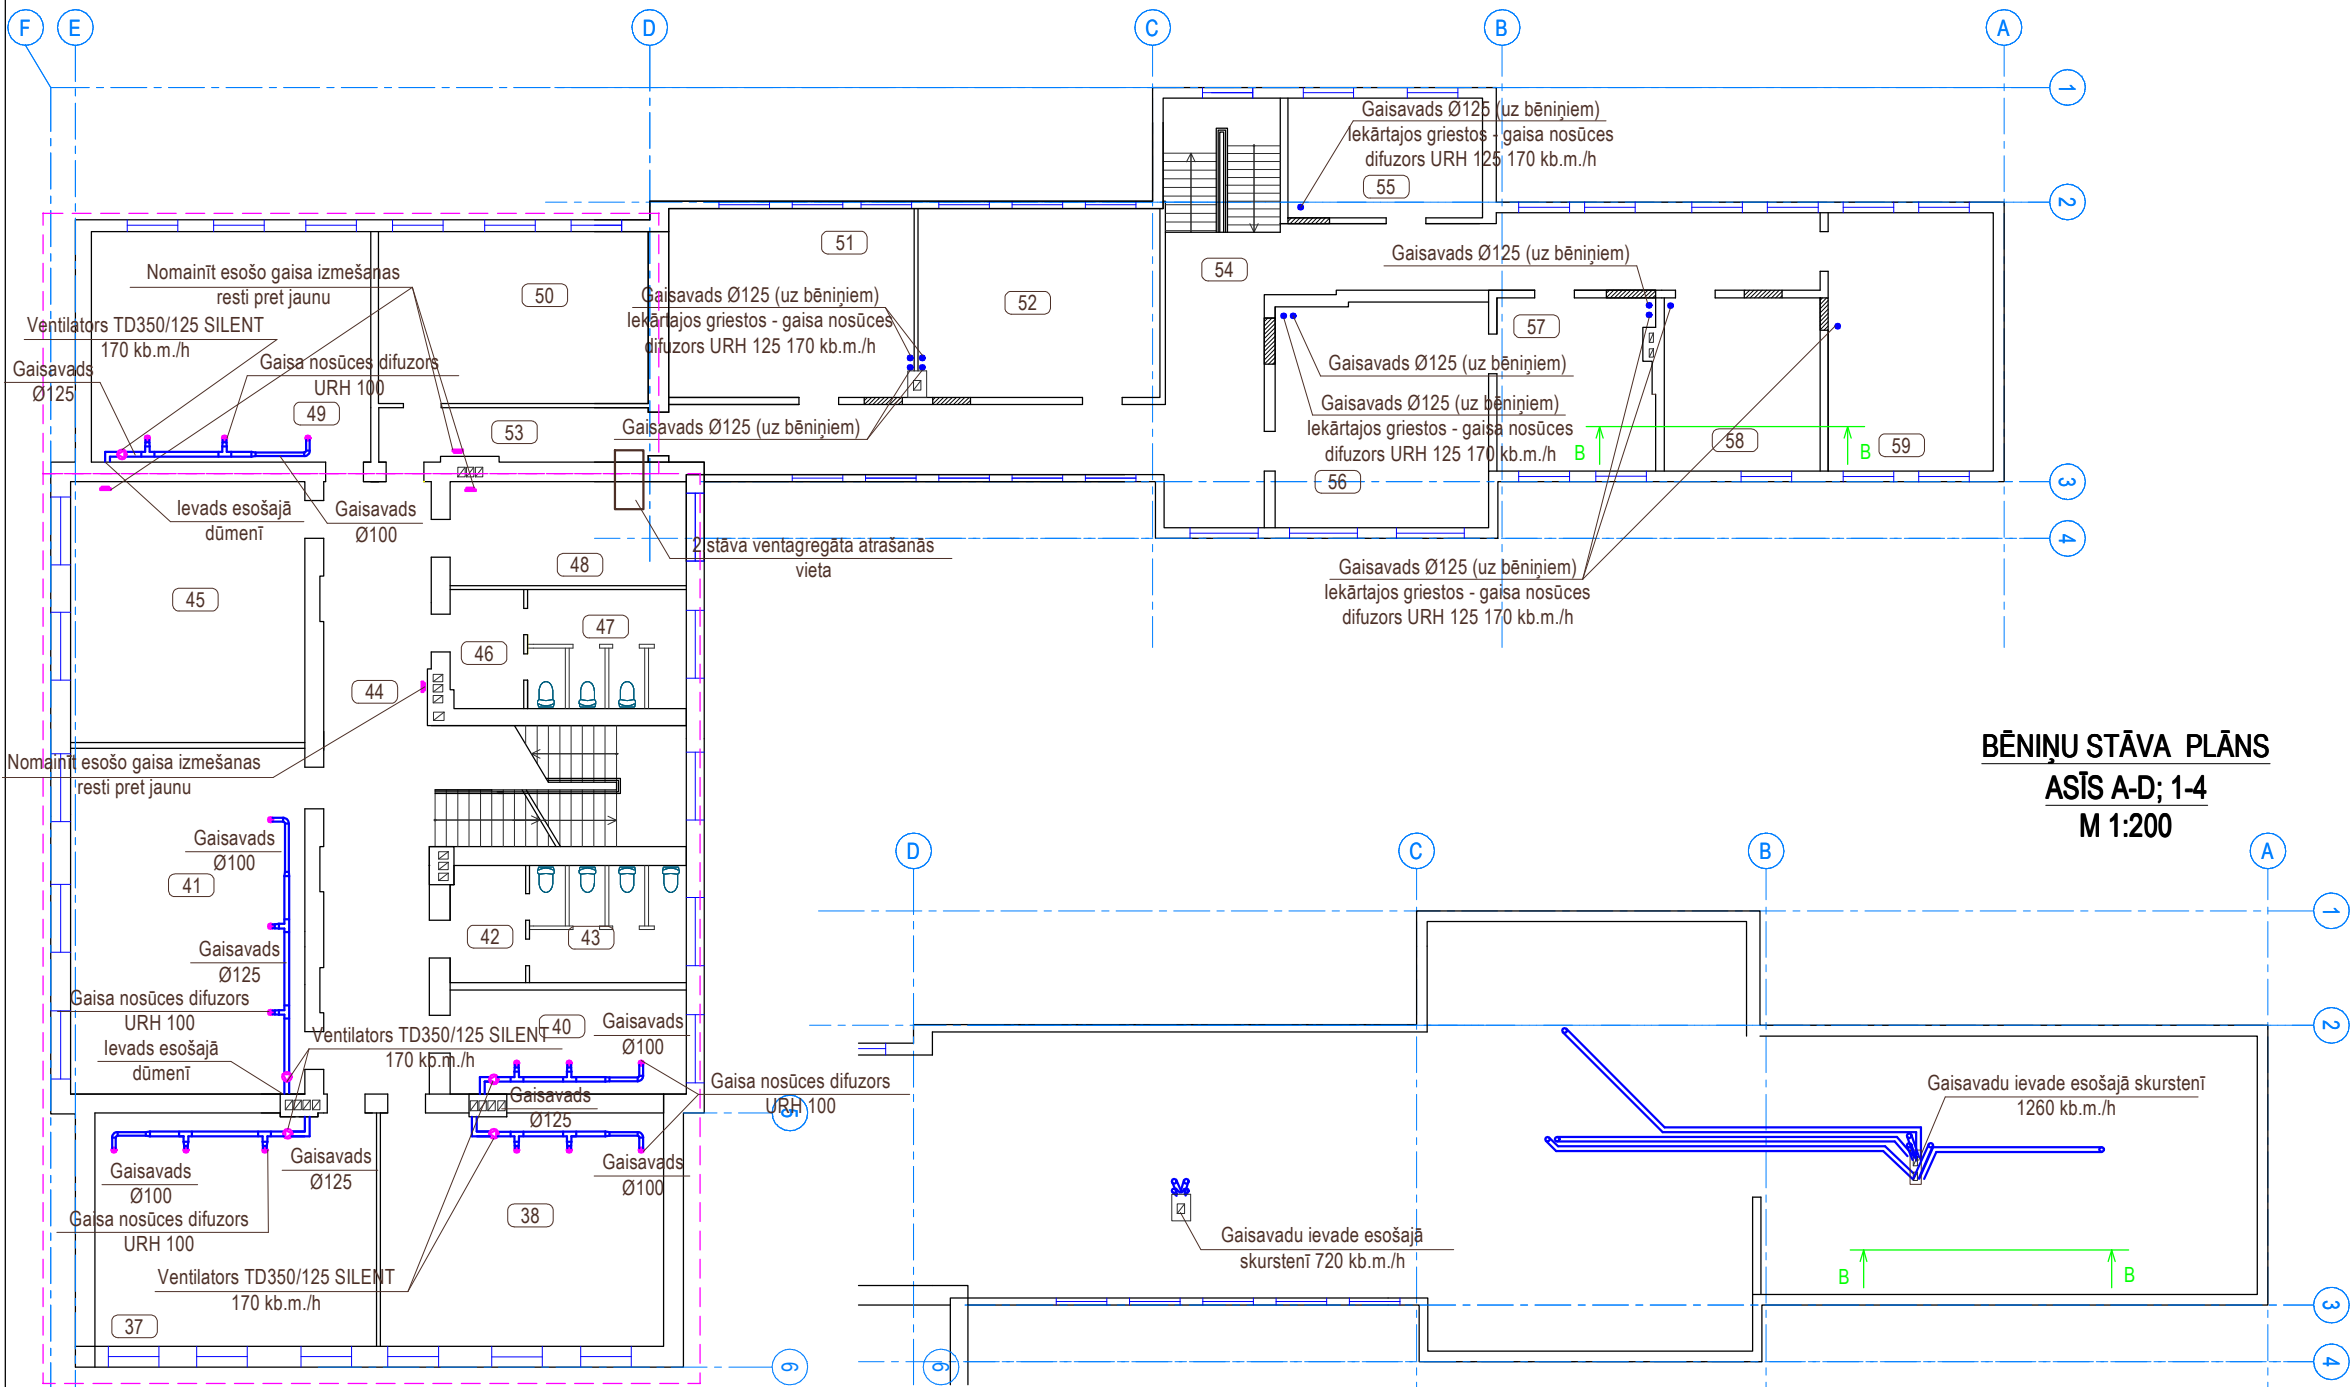 F
E
D
C
B
A
1
2
3
4
5
6
Gaisavads Ø125 (uz bēniņiem)
Iekārtajos griestos - gaisa nosūces
difuzors URH 125 170 kb.m./h
55
51
Gaisavads Ø125 (uz bēniņiem)
54
Nomainīt esošo gaisa izmešanas
resti pret jaunu
50
Gaisavads Ø125 (uz bēniņiem)
Iekārtajos griestos - gaisa nosūces
difuzors URH 125 170 kb.m./h
52
Ventilators TD350/125 SILENT
170 kb.m./h
57
Gaisavads
Ø125
Gaisa nosūces difuzors
URH 100
Gaisavads Ø125 (uz bēniņiem)
49
53
Gaisavads Ø125 (uz bēniņiem)
Gaisavads Ø125 (uz bēniņiem)
Iekārtajos griestos - gaisa nosūces
difuzors URH 125 170 kb.m./h
B
B
58
59
56
Ievads esošajā
dūmenī
Gaisavads
Ø100
2 stāva ventagregāta atrašanās
vieta
48
Gaisavads Ø125 (uz bēniņiem)
Iekārtajos griestos - gaisa nosūces
difuzors URH 125 170 kb.m./h
45
47
46
44
Nomainīt esošo gaisa izmešanas
resti pret jaunu
BĒNIŅU STĀVA PLĀNS
ASĪS A-D; 1-4
M 1:200
Gaisavads
Ø100
41
42
43
Gaisavads
Ø125
Gaisa nosūces difuzors
URH 100
Ievads esošajā
dūmenī
Ventilators TD350/125 SILENT
170 kb.m./h
40
Gaisavads
Ø100
Gaisa nosūces difuzors
URH 100
Gaisavads
Ø125
Gaisavads
Ø125
Gaisavads
Ø100
Gaisavads
Ø100
Gaisa nosūces difuzors
URH 100
38
Ventilators TD350/125 SILENT
170 kb.m./h
37
D
C
B
A
1
2
3
4
6
Gaisavadu ievade esošajā skurstenī
1260 kb.m./h
Gaisavadu ievade esošajā
skurstenī 720 kb.m./h
B
B